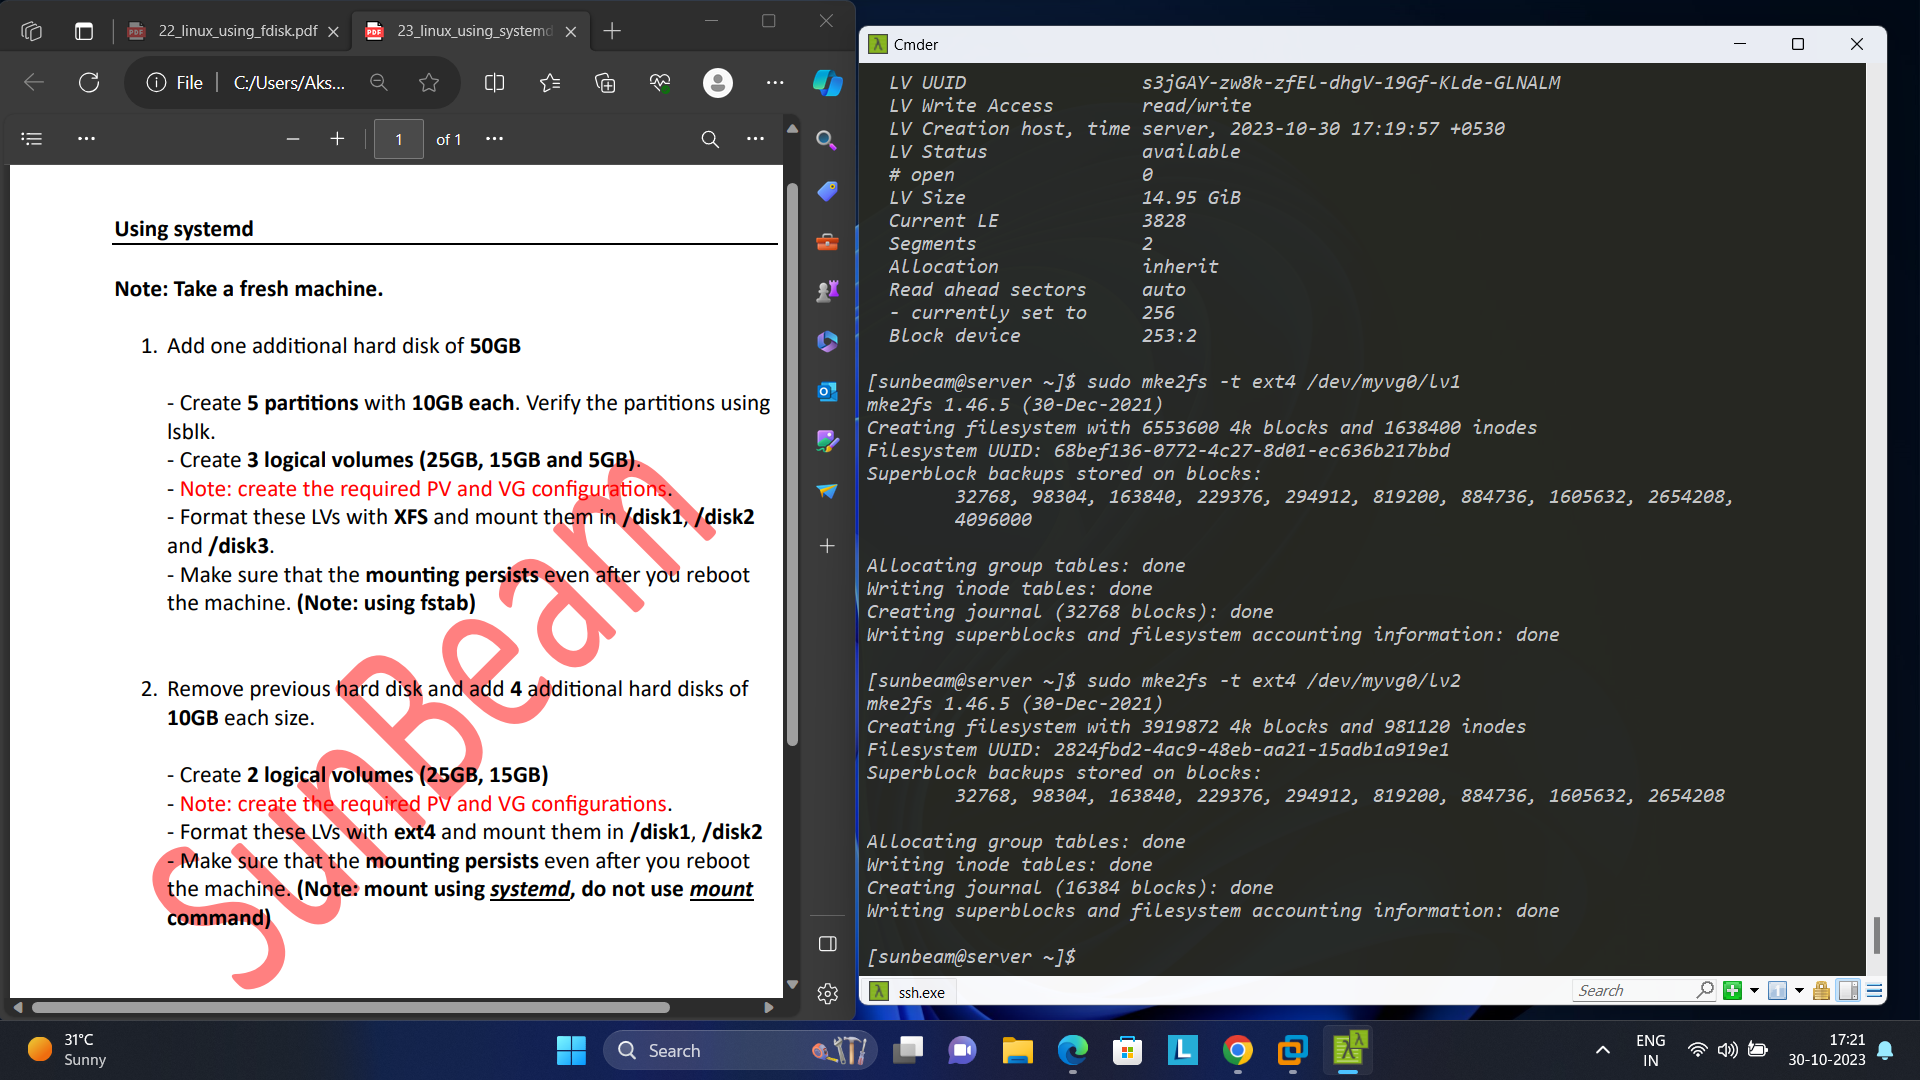 22_linux_using_fdisk.pdf
23_linux_using_systemd
File
C:/Users/Aks...
1
of 1
Using systemd
Note: Take a fresh machine.
1. Add one additional hard disk of 50GB
- Create 5 partitions with 10GB each. Verify the partitions using
lsblk.
- Create 3 logical volumes (25GB, 15GB and 5GB).
- Note: create the required PV and VG configurations.
- Format these LVs with XFS and mount them in /disk1, /disk2
and /disk3.
- Make sure that the mounting persists even after you reboot
the machine. (Note: using fstab)
2. Remove previous hard disk and add 4 additional hard disks of
10GB each size.
- Create 2 logical volumes (25GB, 15GB)
- Note: create the required PV and VG configurations.
- Format these LVs with ext4 and mount them in /disk1, /disk2
- Make sure that the mounting persists even after you reboot
the machine. (Note: mount using systemd, do not use mount
command)
SunBeam
Cmder
LV UUID s3jGAY-zw8k-zfEl-dhgV-19Gf-KLde-GLNALM
LV Write Access read/write
LV Creation host, time server, 2023-10-30 17:19:57 +0530
LV Status available
# open 0
LV Size 14.95 GiB
Current LE 3828
Segments 2
Allocation inherit
Read ahead sectors auto
- currently set to 256
Block device 253:2
[sunbeam@server ~]$ sudo mke2fs -t ext4 /dev/myvg0/lv1
mke2fs 1.46.5 (30-Dec-2021)
Creating filesystem with 6553600 4k blocks and 1638400 inodes
Filesystem UUID: 68bef136-0772-4c27-8d01-ec636b217bbd
Superblock backups stored on blocks:
32768, 98304, 163840, 229376, 294912, 819200, 884736, 1605632, 2654208,
4096000
Allocating group tables: done
Writing inode tables: done
Creating journal (32768 blocks): done
Writing superblocks and filesystem accounting information: done
[sunbeam@server ~]$ sudo mke2fs -t ext4 /dev/myvg0/lv2
mke2fs 1.46.5 (30-Dec-2021)
Creating filesystem with 3919872 4k blocks and 981120 inodes
Filesystem UUID: 2824fbd2-4ac9-48eb-aa21-15adb1a919e1
Superblock backups stored on blocks:
32768, 98304, 163840, 229376, 294912, 819200, 884736, 1605632, 2654208
Allocating group tables: done
Writing inode tables: done
Creating journal (16384 blocks): done
Writing superblocks and filesystem accounting information: done
[sunbeam@server ~]$
ssh.exe
Search
31°C
Sunny
Search
ENG
IN
17:21
30-10-2023